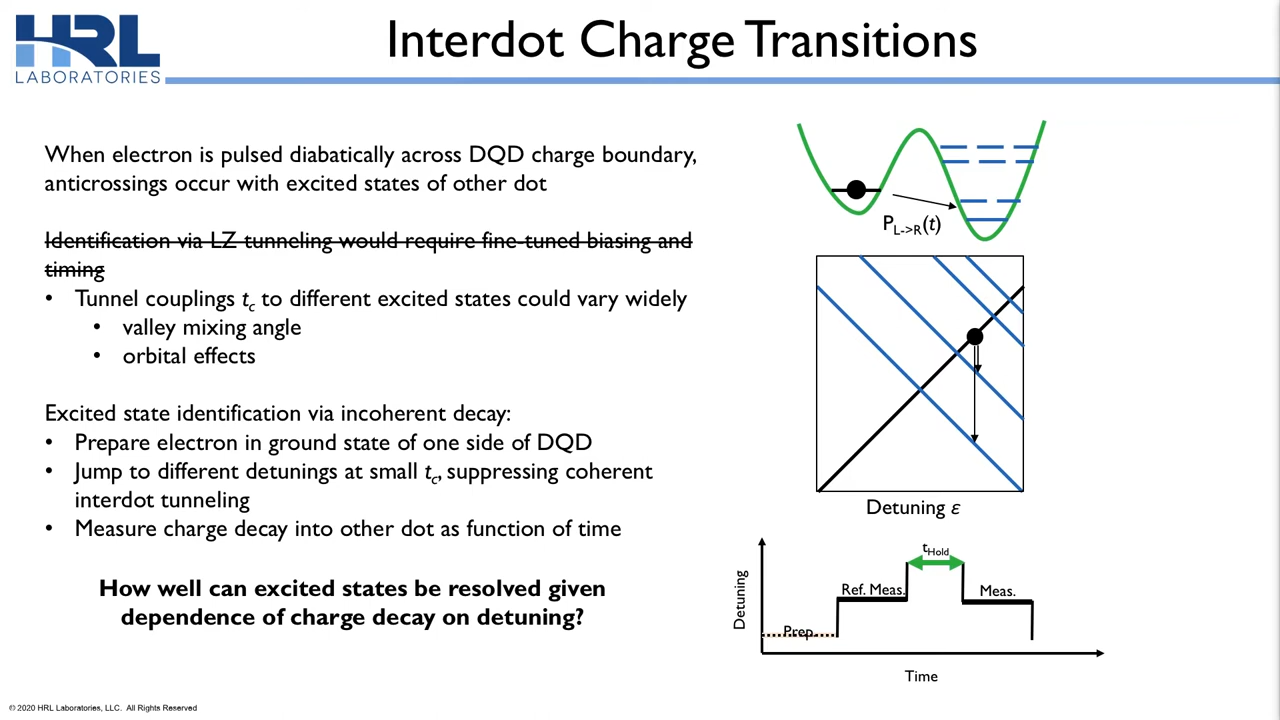 HRL
LABORATORIES
Interdot Charge Transitions
When electron is pulsed diabatically across DQD charge boundary,
anticrossings occur with excited states of other dot
Identification via LZ tunneling would require fine-tuned biasing and
timing
• Tunnel couplings tc to different excited states could vary widely
• valley mixing angle
• orbital effects
Excited state identification via incoherent decay:
• Prepare electron in ground state of one side of DQD
• Jump to different detunings at small tc, suppressing coherent
interdot tunneling
• Measure charge decay into other dot as function of time
How well can excited states be resolved given
dependence of charge decay on detuning?
PL->R(t)
Detuning ε
tHold
Ref. Meas.
Meas.
Prep.
Detuning
Time
© 2020 HRL Laboratories, LLC. All Rights Reserved